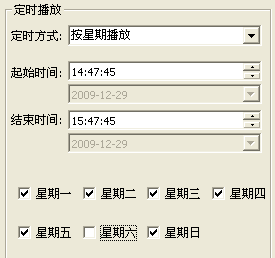 定时播放
定时方式: 按星期播放
起始时间: 14:47:45
2009-12-29
结束时间: 15:47:45
2009-12-29
星期一 星期二 星期三 星期四
星期五 星期六 星期日